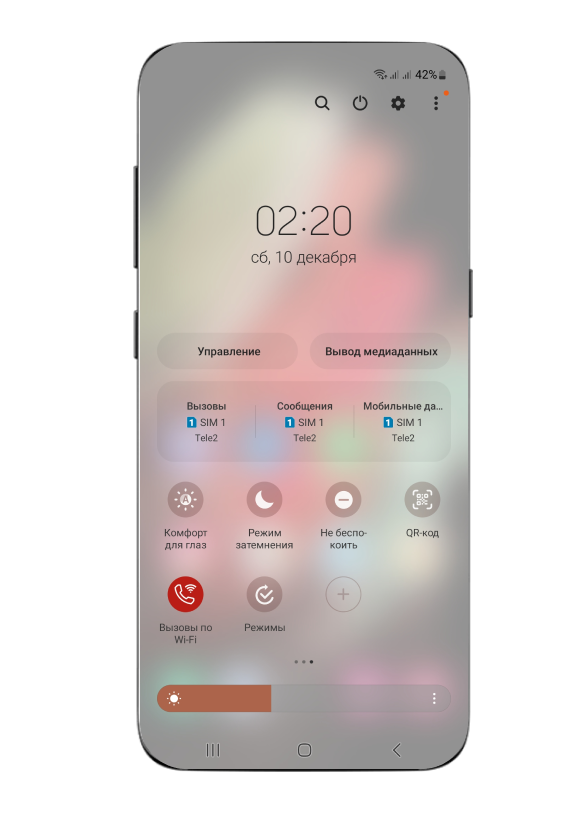 42%
02:20
сб, 10 декабря
Управление
Вывод медиаданных
Вызовы
1 SIM 1
Tele2
Сообщения
1 SIM 1
Tele2
Мобильные да...
1 SIM 1
Tele2
A
Комфорт
для глаз
Режим
затемнения
Не беспо-
коить
QR-код
Вызовы по
Wi-Fi
Режимы